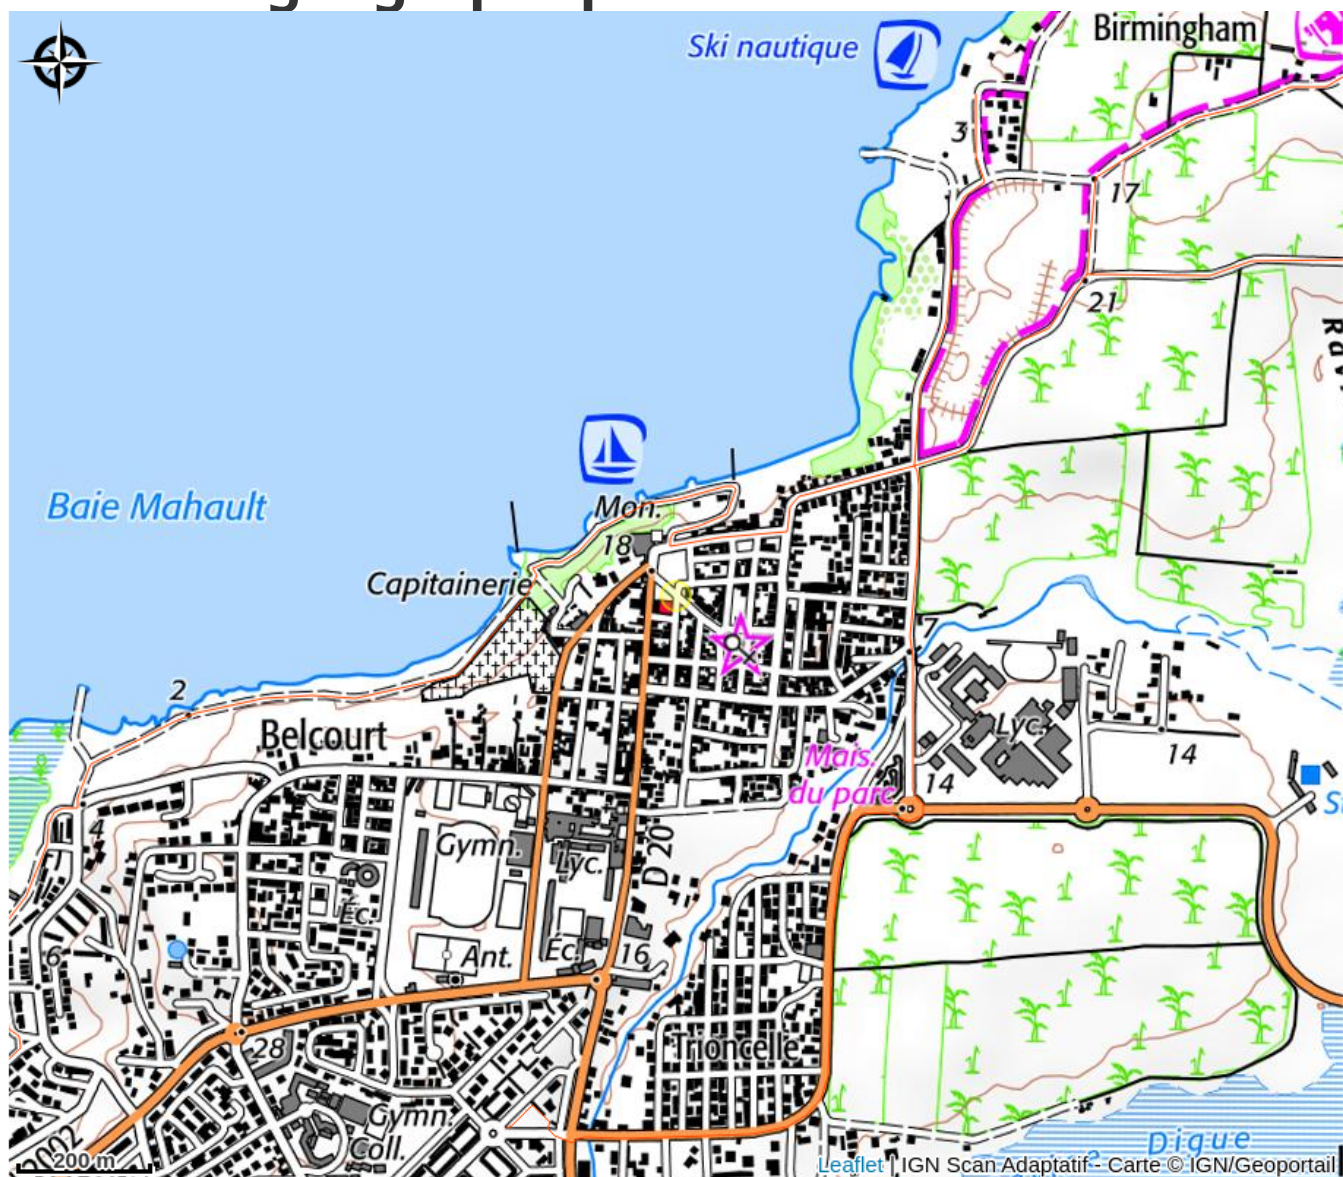 Birmingham
Ski nautique
3
17
21
Rav
Mon.
Baie Mahault
18
Capitainerie
7
2
Belcourt
Lyc.
14
Mais.
du parc
14
S
4
Gymn.
Lyc.
D 20
Éc.
6
Ant.
Éc.
16
28
Trioncelle
Gymn.
Coll.
Dique
200 m
Leaflet | IGN Scan Adaptatif - Carte © IGN/Geoportail